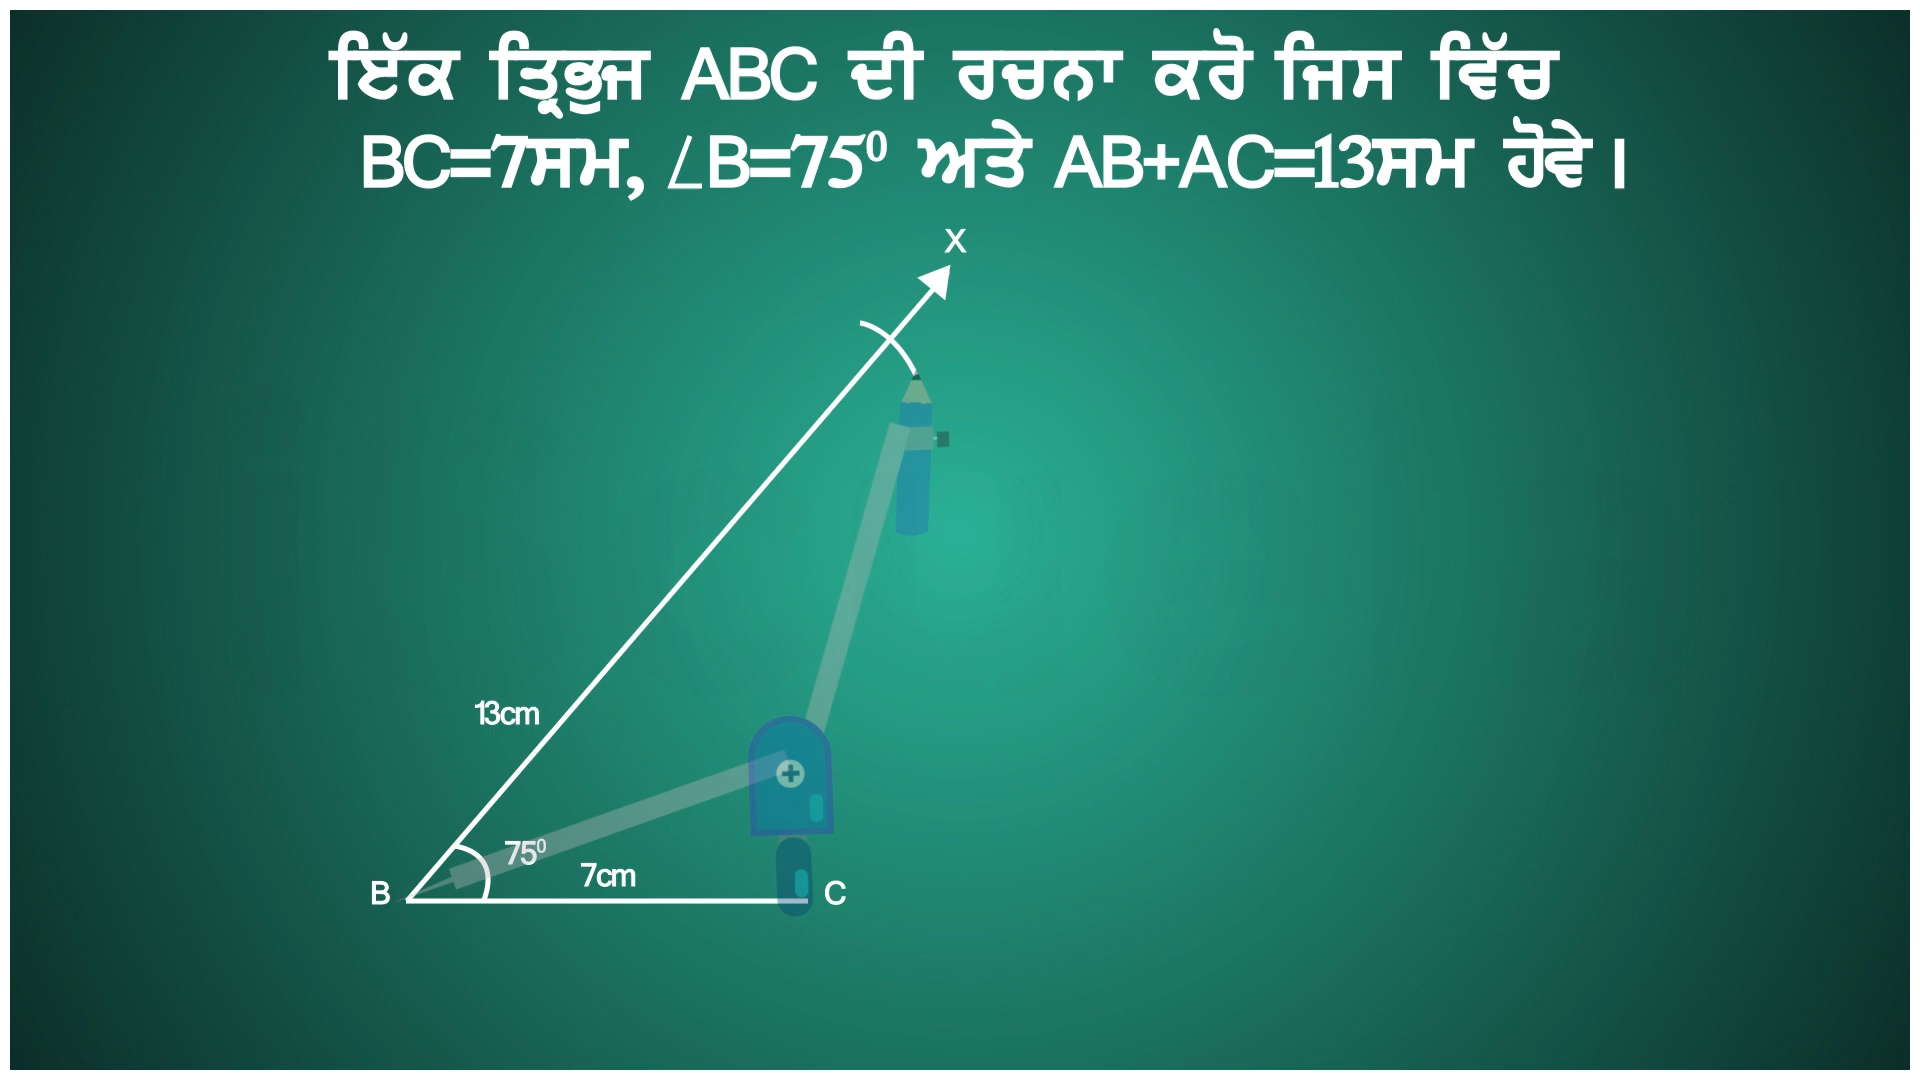 ਇੱਕ ਤ੍ਰਿਭੁਜ ABC ਦੀ ਰਚਨਾ ਕਰੋ ਜਿਸ ਵਿੱਚ
BC=7ਸਮ, ∠B=75⁰ ਅਤੇ AB+AC=13ਸਮ ਹੋਵੇ।
X
13cm
75⁰
7cm
B
C